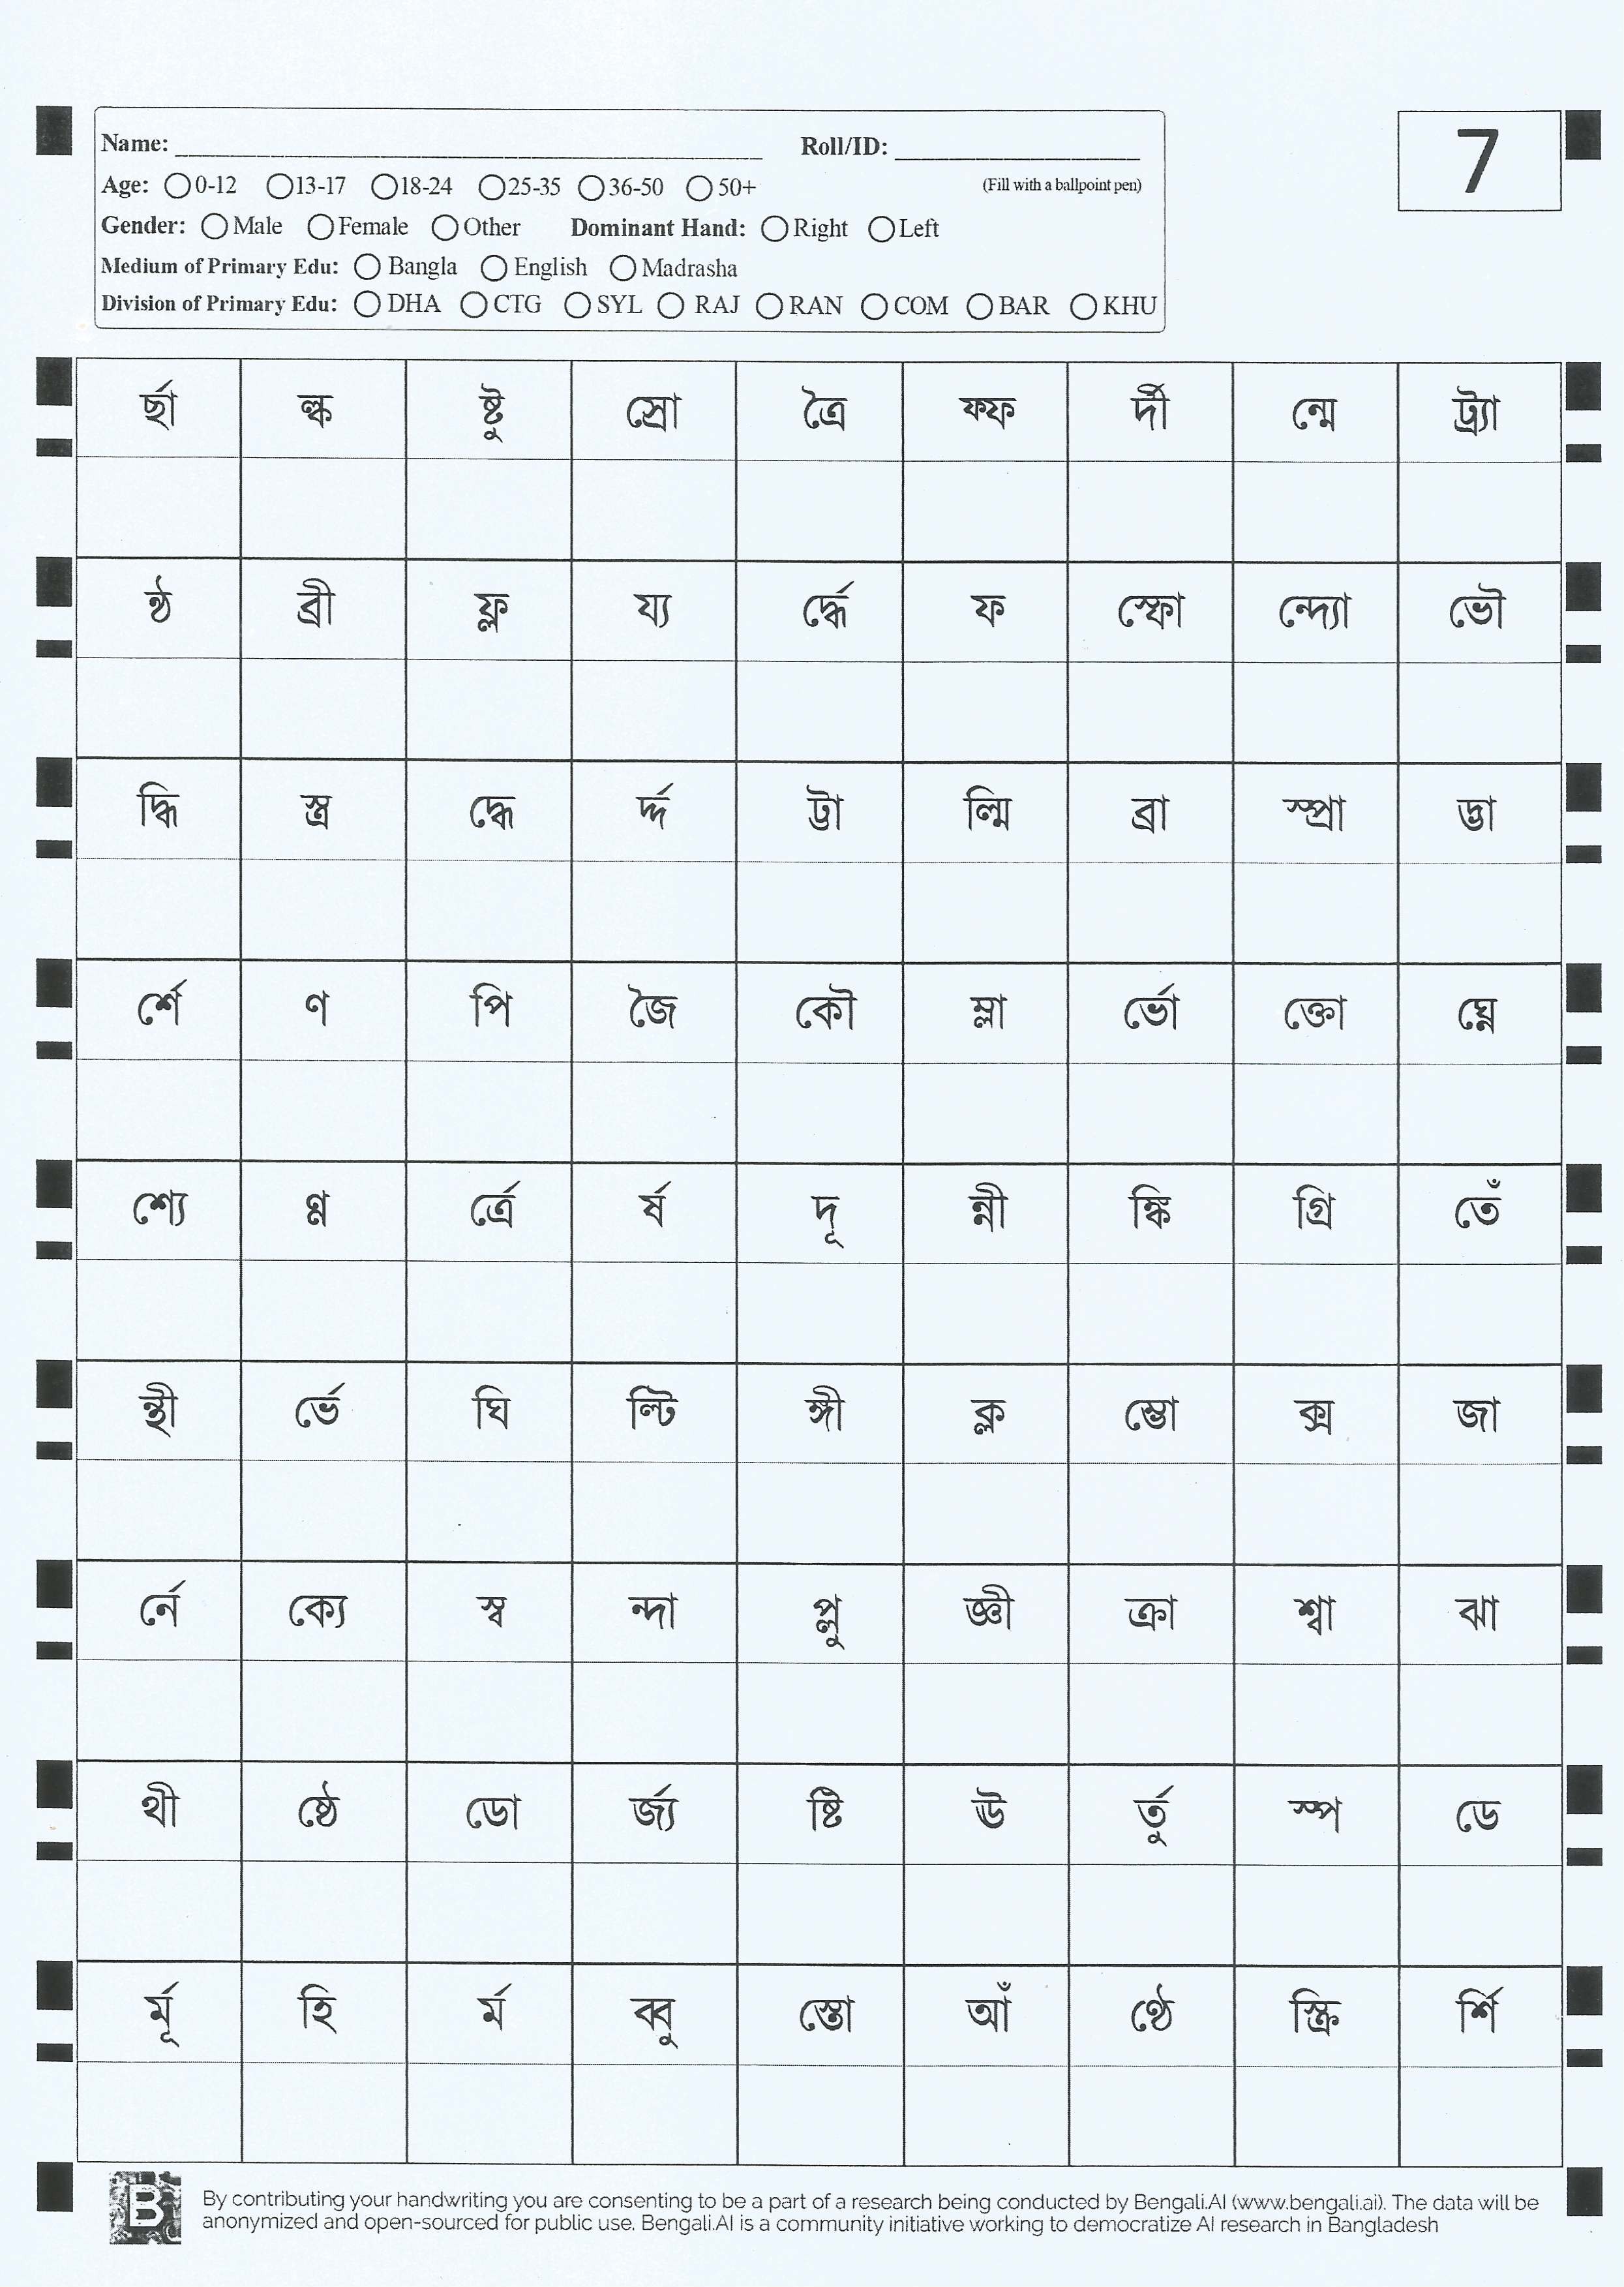 Name: Roll/ID:
7
Age: 0-12 13-17 18-24 25-35 36-50 50+ (Fill with a ballpoint pen)
Gender: Male Female Other Dominant Hand: Right Left
Medium of Primary Edu: Bangla English Madrasha
Division of Primary Edu: DHA CTG SYL RAJ RAN COM BAR KHU
র্ছা ল্ক ষ্টু স্রো ত্রৈ ফ্ফ র্দী ন্মে ট্র্যা
ন্ঠ ব্রী ফ্ল য্য র্দ্ধে ফ স্ফো ন্দ্যো ভৌ
দ্ধি স্ত্র দ্ধে র্দ্দ ট্টা ল্মি ব্রা স্প্রা দ্ভা
র্শে ণ পি জৈ কৌ ম্লা র্ভো ক্তো ঘ্নে
শ্যে গ্ন র্ত্রে র্ষ দূ ন্নী ঙ্কি গ্রি তেঁ
ন্থী র্ভে ঘি ল্টি ঙ্গী ক্ল ম্ভো ক্স জা
র্নে ক্যে স্ব ন্দা প্লু জ্ঞী ক্রা শ্বা ঝা
থী ষ্ঠে ডো র্জ্য ষ্টি ঊ র্তু স্প ডে
র্মূ হি র্ম ব্বু স্তো আঁ ণ্ঠে স্ক্রি র্শি
B By contributing your handwriting you are consenting to be a part of a research being conducted by Bengali.AI (www.bengali.ai). The data will be
anonymized and open-sourced for public use. Bengali.AI is a community initiative working to democratize AI research in Bangladesh